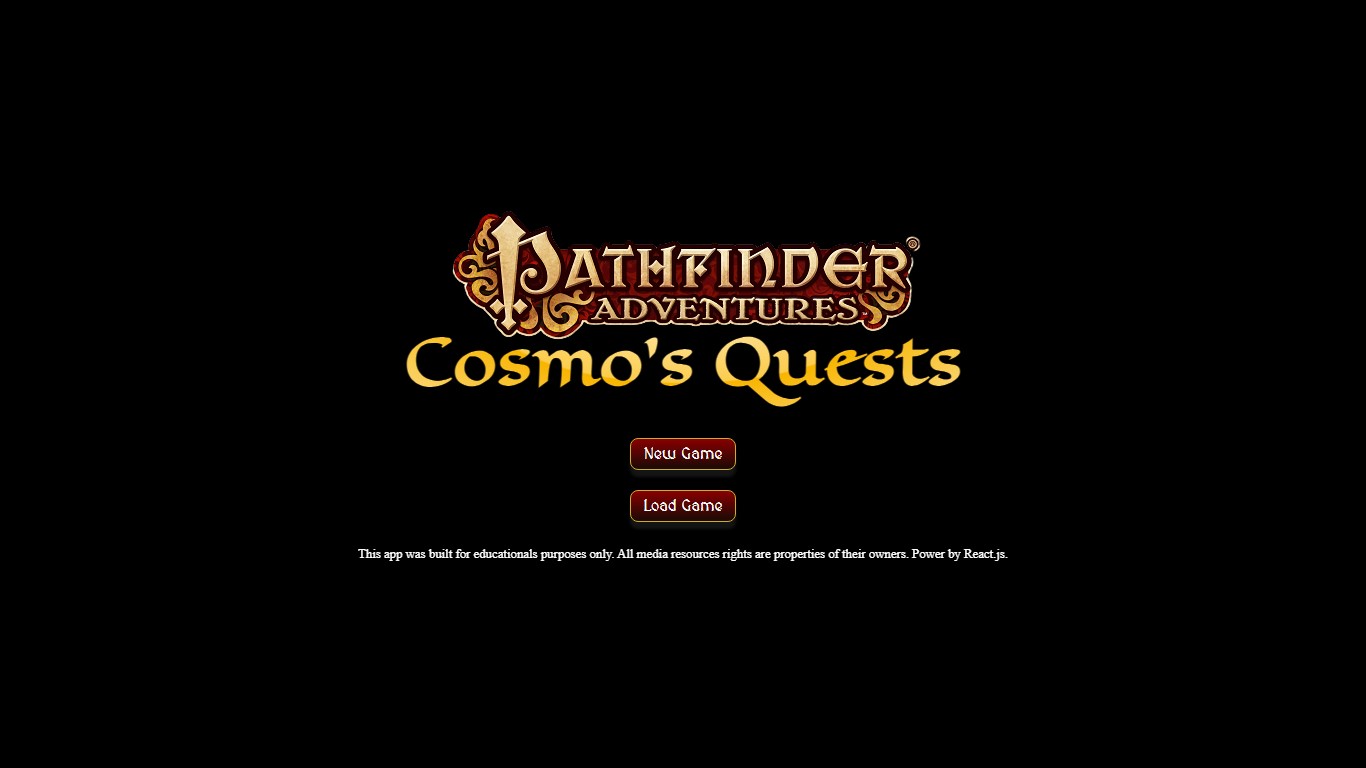 PATHFINDER
ADVENTURES
Cosmo's Quests
New Game
Load Game
This app was built for educationals purposes only. All media resources rights are properties of their owners. Power by React.js.